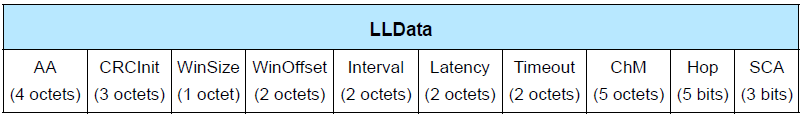 LLData
AA CRCInit WinSize WinOffset Interval Latency Timeout ChM Hop SCA
(4 octets) (3 octets) (1 octet) (2 octets) (2 octets) (2 octets) (2 octets) (5 octets) (5 bits) (3 bits)